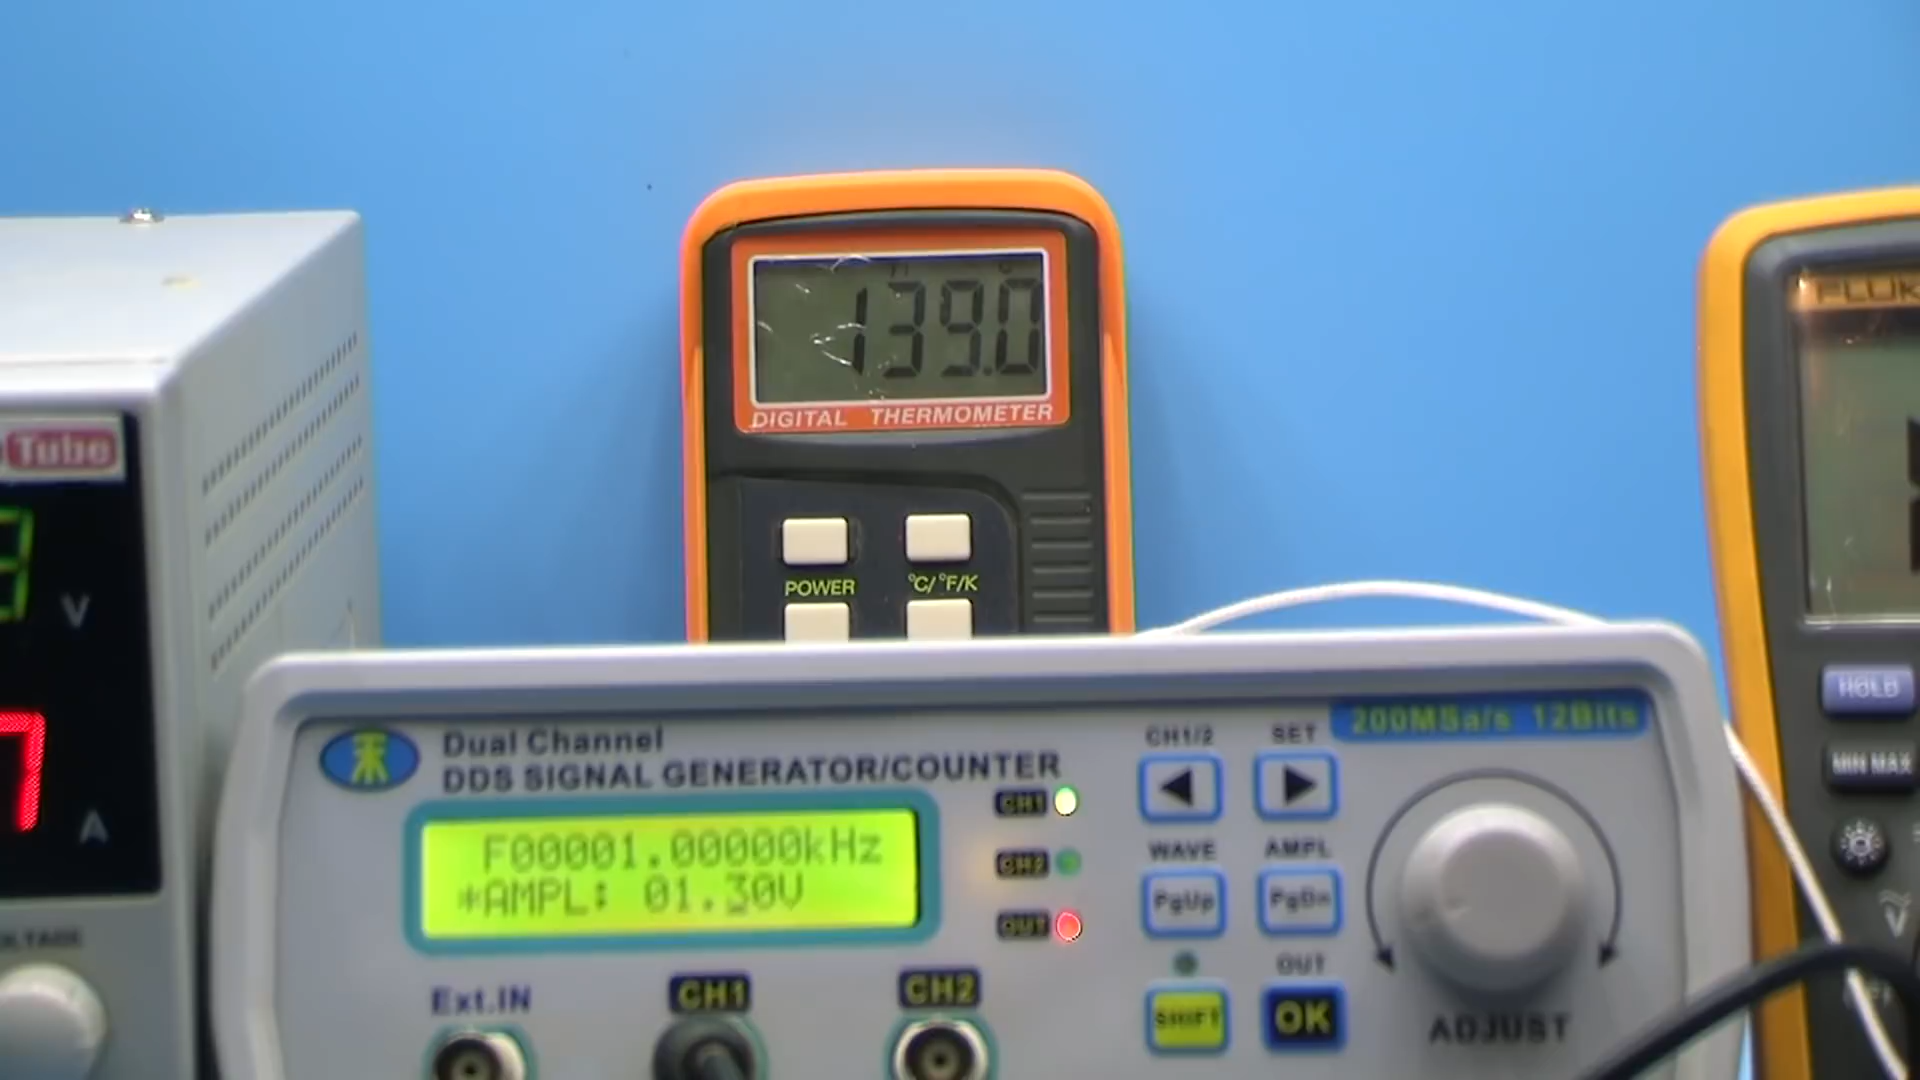 139.0
DIGITAL THERMOMETER
POWER
°C/°F/K
FLUK
Tube
V
A
HOLD
MIN MAX
Dual Channel
DDS SIGNAL GENERATOR/COUNTER
200MSa/s 12Bits
CH1/2
SET
CH1
CH2
OUT
F00001.00000kHz
*AMPL: 01.30V
WAVE
AMPL
PgUp
PgDn
OUT
SHIFT
OK
ADJUST
Ext.IN
CH1
CH2
OLTAGE